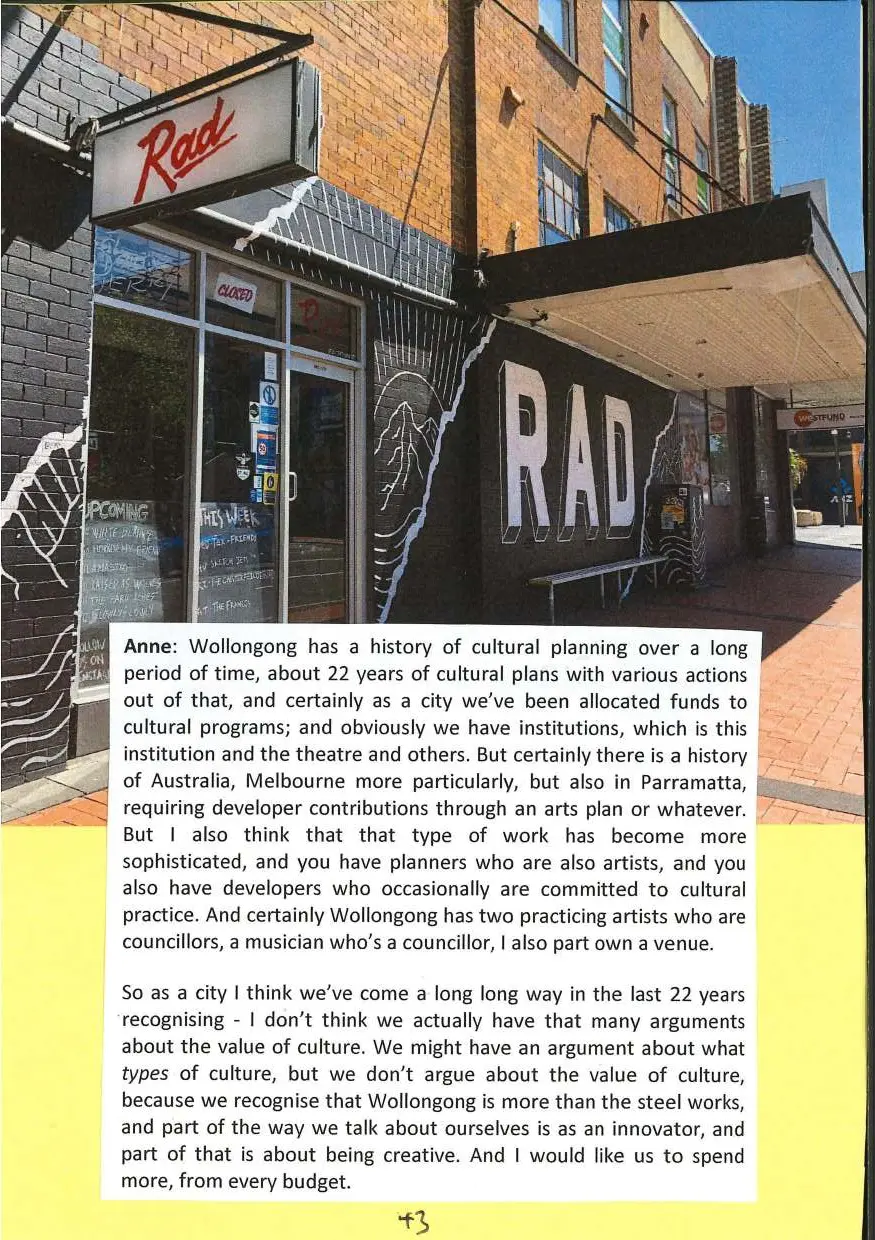 Rad
JERRY
CLOSED
RAD
WESTFUND
UPCOMING
THIS WEEK
SKETCH JEM
AT THE FRANCO
ON
Anne: Wollongong has a history of cultural planning over a long
period of time, about 22 years of cultural plans with various actions
out of that, and certainly as a city we've been allocated funds to
cultural programs; and obviously we have institutions, which is this
institution and the theatre and others. But certainly there is a history
of Australia, Melbourne more particularly, but also in Parramatta,
requiring developer contributions through an arts plan or whatever.
But I also think that that type of work has become more
sophisticated, and you have planners who are also artists, and you
also have developers who occasionally are committed to cultural
practice. And certainly Wollongong has two practicing artists who are
councillors, a musician who's a councillor, I also part own a venue.
So as a city I think we've come a long long way in the last 22 years
recognising - I don't think we actually have that many arguments
about the value of culture. We might have an argument about what
types of culture, but we don't argue about the value of culture,
because we recognise that Wollongong is more than the steel works,
and part of the way we talk about ourselves is as an innovator, and
part of that is about being creative. And I would like us to spend
more, from every budget.
43